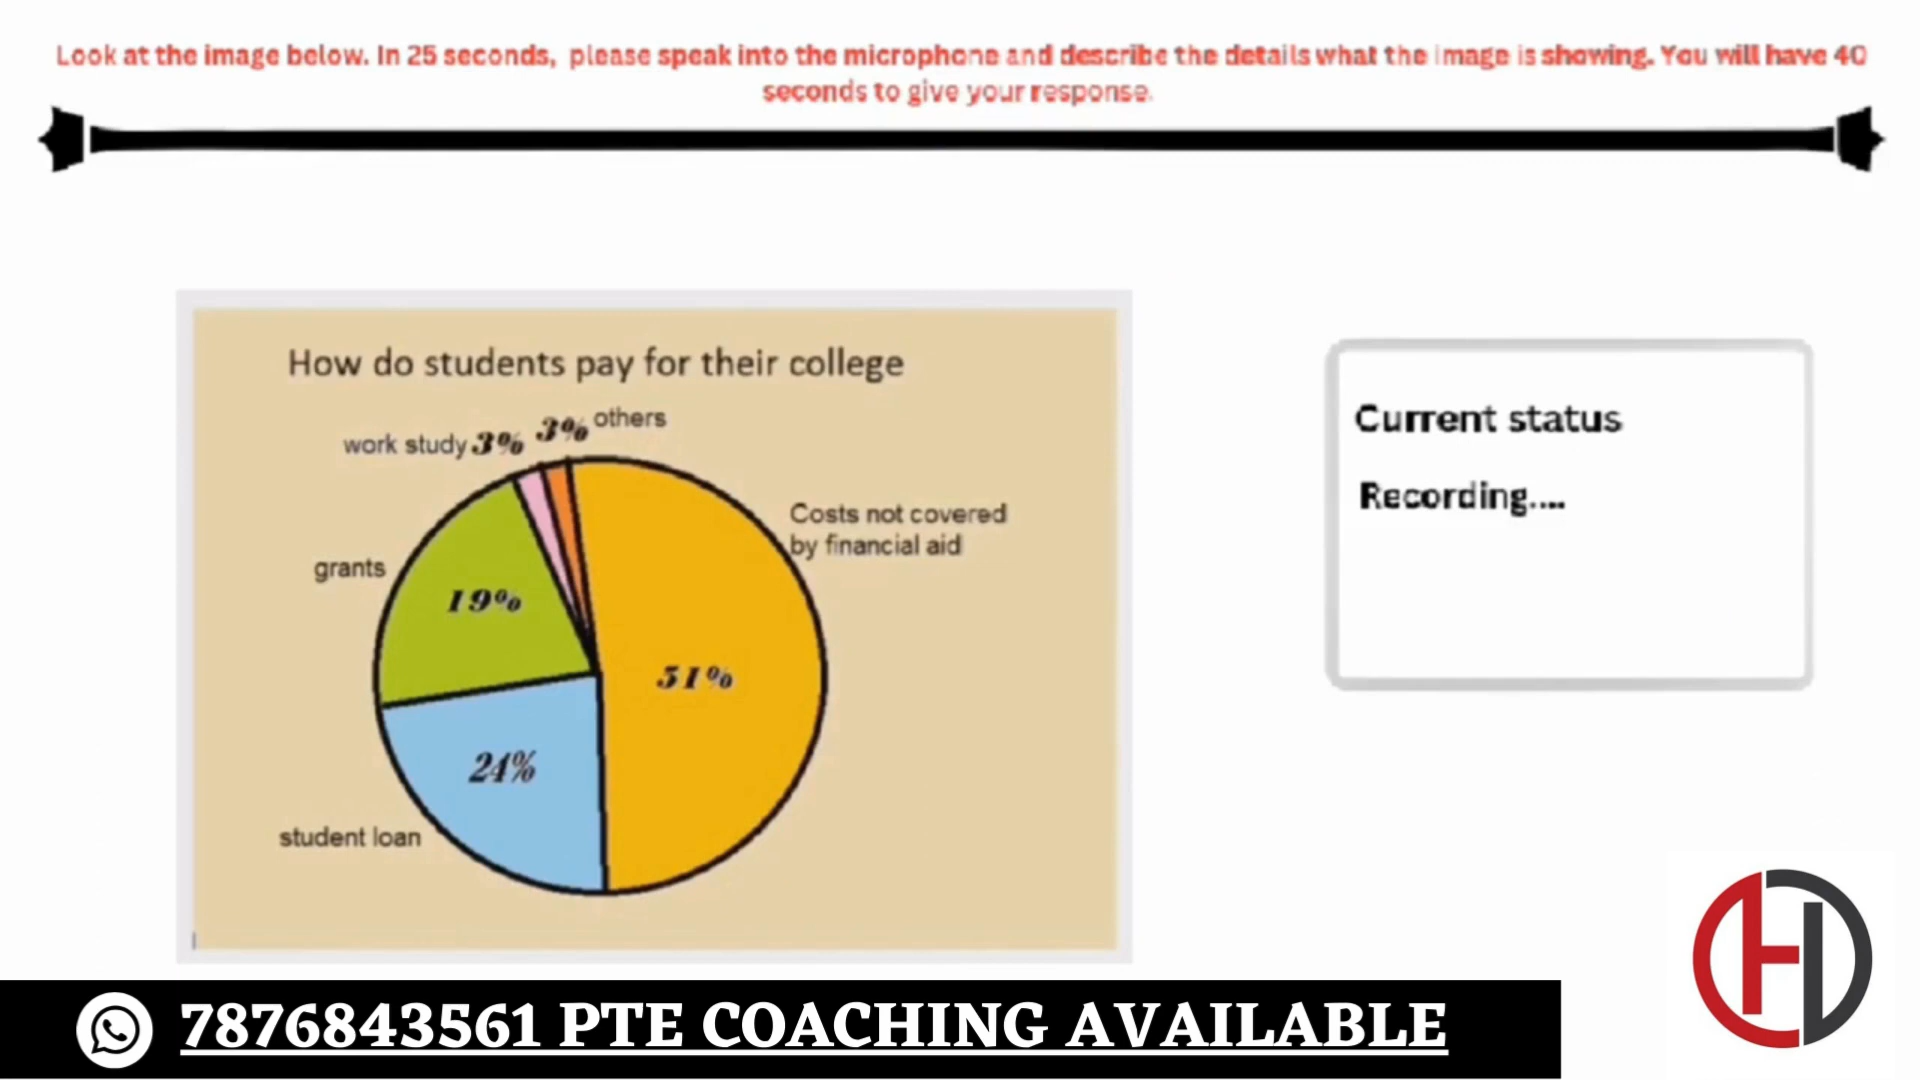 Look at the image below. In 25 seconds, please speak into the microphone and describe the details what the image is showing. You will have 40
seconds to give your response.
How do students pay for their college
work study 3% 3% others
Costs not covered
by financial aid
grants
19%
51%
24%
student loan
Current status
Recording....
7876843561 PTE COACHING AVAILABLE